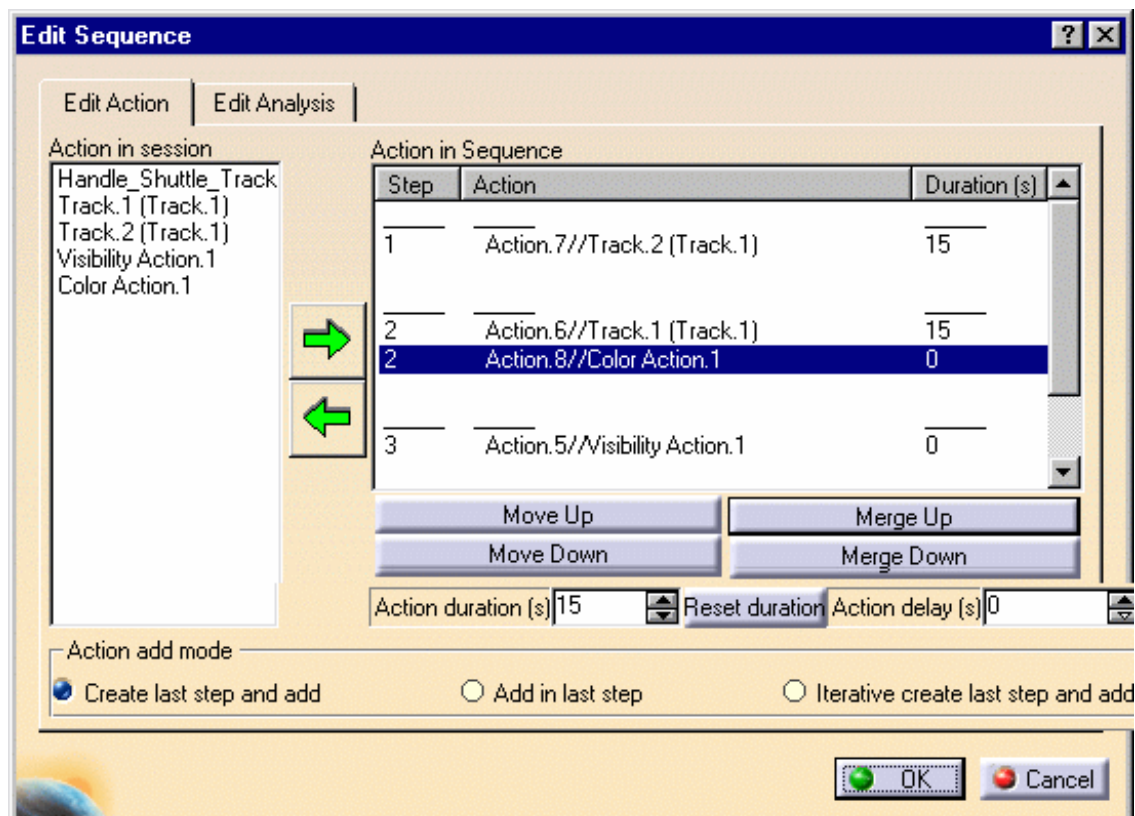 Edit Sequence ? X
Edit Action Edit Analysis
Action in session
Handle_Shuttle_Track
Track.1 (Track.1)
Track.2 (Track.1)
Visibility Action.1
Color Action.1
Action in Sequence
Step Action Duration (s)
1 Action.7//Track.2 (Track.1) 15
2 Action.6//Track.1 (Track.1) 15
2 Action.8//Color Action.1 0
3 Action.5//Visibility Action.1 0
Move Up Merge Up
Move Down Merge Down
Action duration (s) 15 Reset duration Action delay (s) 0
Action add mode
Create last step and add Add in last step Iterative create last step and add
OK Cancel